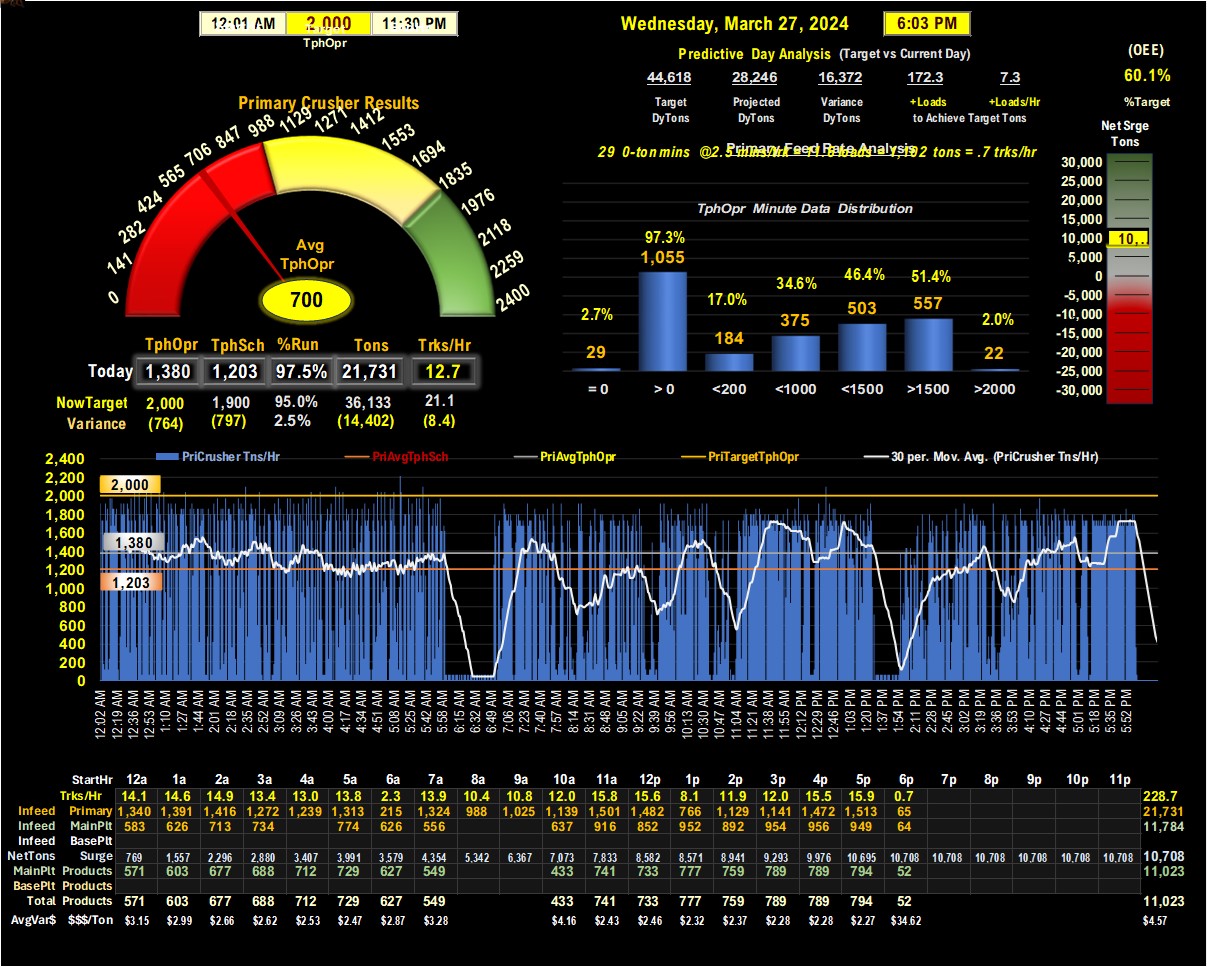 12:01 AM 2,000 11:30 PM
TphOpr
Wednesday, March 27, 2024 6:03 PM
Predictive Day Analysis (Target vs Current Day)
44,618 28,246 16,372 172.3 7.3
Target Projected Variance +Loads +Loads/Hr
DyTons DyTons DyTons to Achieve Target Tons
(OEE)
60.1%
%Target
Primary Crusher Results
0 141 282 424 565 706 847 988 1129 1271 1412 1553 1694 1835 1976 2118 2259 2400
Avg
TphOpr
700
Primary Feed Rate Analysis
29 0-ton mins @2.5 mins/trk = 11.6 loads = 1,102 tons = .7 trks/hr
TphOpr Minute Data Distribution
97.3%
1,055
2.7%
29
17.0%
184
34.6%
375
46.4%
503
51.4%
557
2.0%
22
= 0 > 0 <200 <1000 <1500 >1500 >2000
Net Srge
Tons
30,000
25,000
20,000
15,000
10,000 10,..
5,000
0
-5,000
-10,000
-15,000
-20,000
-25,000
-30,000
TphOpr TphSch %Run Tons Trks/Hr
Today 1,380 1,203 97.5% 21,731 12.7
NowTarget 2,000 1,900 95.0% 36,133 21.1
Variance (764) (797) 2.5% (14,402) (8.4)
PriCrusher Tns/Hr PriAvgTphSch PriAvgTphOpr PriTargetTphOpr 30 per. Mov. Avg. (PriCrusher Tns/Hr)
2,400
2,200
2,000
1,800
1,600
1,400
1,200
1,000
800
600
400
200
0
2,000
1,380
1,203
12:02 AM 12:19 AM 12:36 AM 12:53 AM 1:10 AM 1:27 AM 1:44 AM 2:01 AM 2:18 AM 2:35 AM 2:52 AM 3:09 AM 3:26 AM 3:43 AM 4:00 AM 4:17 AM 4:34 AM 4:51 AM 5:08 AM 5:25 AM 5:42 AM 5:58 AM 6:15 AM 6:32 AM 6:49 AM 7:06 AM 7:23 AM 7:40 AM 7:57 AM 8:14 AM 8:31 AM 8:48 AM 9:05 AM 9:22 AM 9:39 AM 9:56 AM 10:13 AM 10:30 AM 10:47 AM 11:04 AM 11:21 AM 11:38 AM 11:55 AM 12:12 PM 12:29 PM 12:46 PM 1:03 PM 1:20 PM 1:37 PM 1:54 PM 2:11 PM 2:28 PM 2:45 PM 3:02 PM 3:19 PM 3:36 PM 3:53 PM 4:10 PM 4:27 PM 4:44 PM 5:01 PM 5:18 PM 5:35 PM 5:52 PM
StartHr 12a 1a 2a 3a 4a 5a 6a 7a 8a 9a 10a 11a 12p 1p 2p 3p 4p 5p 6p 7p 8p 9p 10p 11p
Trks/Hr 14.1 14.6 14.9 13.4 13.0 13.8 2.3 13.9 10.4 10.8 12.0 15.8 15.6 8.1 11.9 12.0 15.5 15.9 0.7 228.7
Infeed Primary 1,340 1,391 1,416 1,272 1,239 1,313 215 1,324 988 1,025 1,139 1,501 1,482 766 1,129 1,141 1,472 1,513 65 21,731
Infeed MainPlt 583 626 713 734 774 626 556 637 916 852 952 892 954 956 949 64 11,784
Infeed BasePlt
NetTons Surge 769 1,557 2,296 2,880 3,407 3,991 3,579 4,354 5,342 6,367 7,073 7,833 8,582 8,571 8,941 9,293 9,976 10,695 10,708 10,708 10,708 10,708 10,708 10,708 10,708
MainPlt Products 571 603 677 688 712 729 627 549 433 741 733 777 759 789 789 794 52 11,023
BasePlt Products
Total Products 571 603 677 688 712 729 627 549 433 741 733 777 759 789 789 794 52 11,023
AvgVar$ $$$/Ton $3.15 $2.99 $2.66 $2.62 $2.53 $2.47 $2.87 $3.28 $4.16 $2.43 $2.46 $2.32 $2.37 $2.28 $2.28 $2.27 $34.62 $4.57